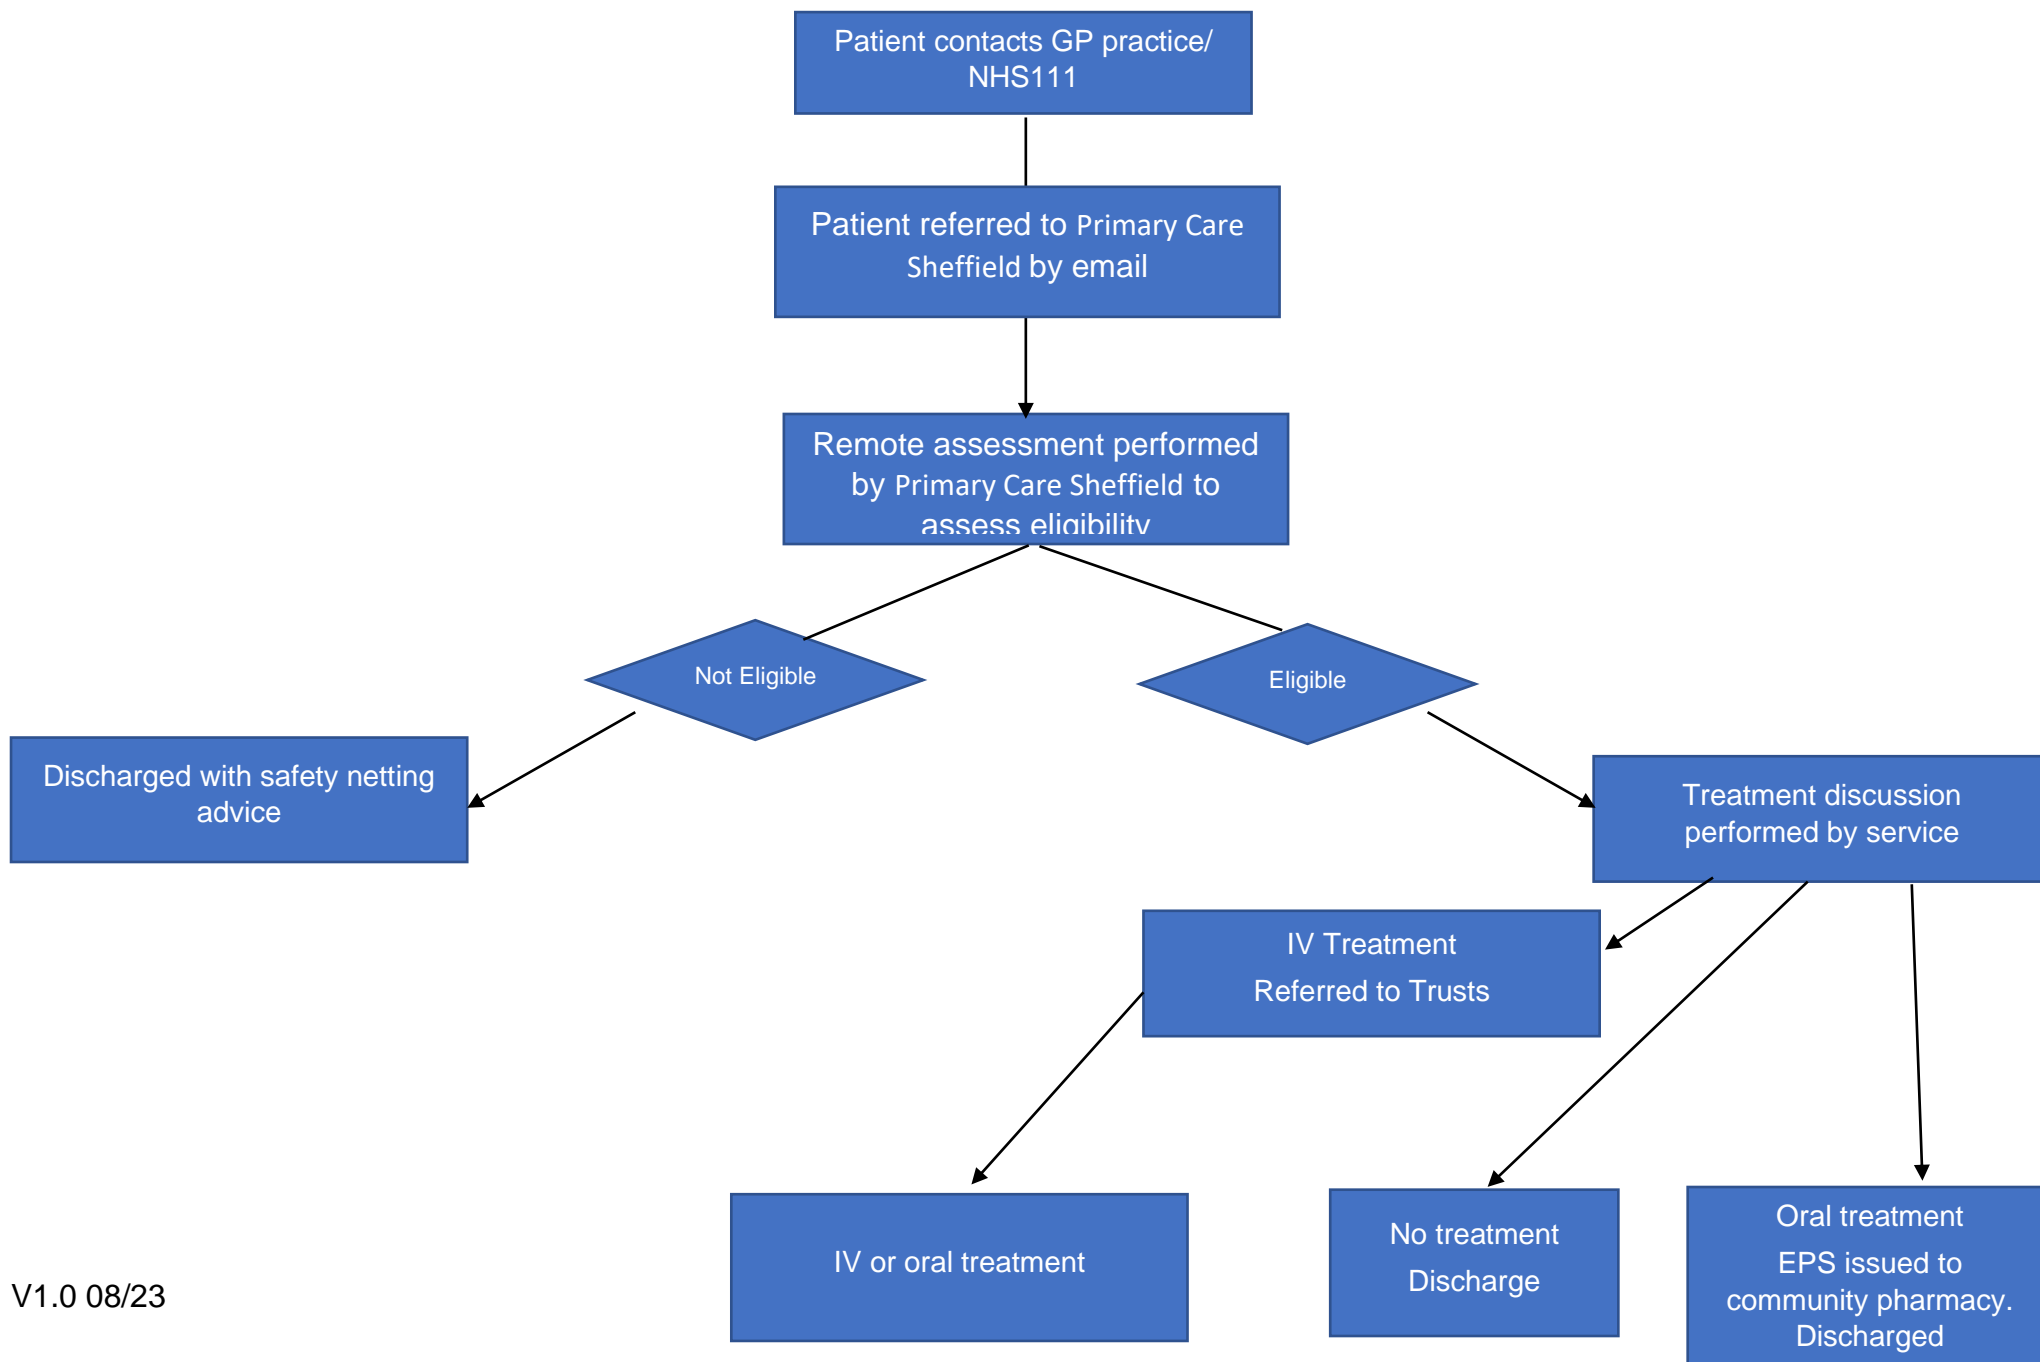 Patient contacts GP practice/
NHS111
Patient referred to Primary Care
Sheffield by email
Remote assessment performed
by Primary Care Sheffield to
assess eligibility
Not Eligible
Eligible
Discharged with safety netting
advice
Treatment discussion
performed by service
IV Treatment
Referred to Trusts
IV or oral treatment
No treatment
Discharge
Oral treatment
EPS issued to
community pharmacy.
Discharged
V1.0 08/23